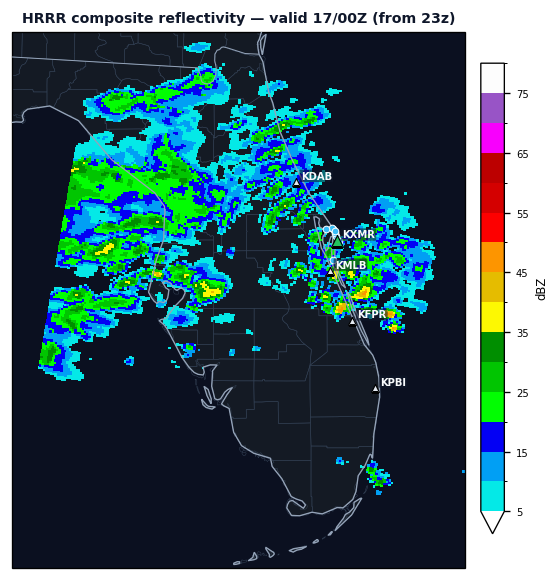 HRRR composite reflectivity — valid 17/00Z (from 23z)
KDAB
KXMR
KMLB
KFPR
KPBI
75
65
55
45
35
25
15
5
dBZ